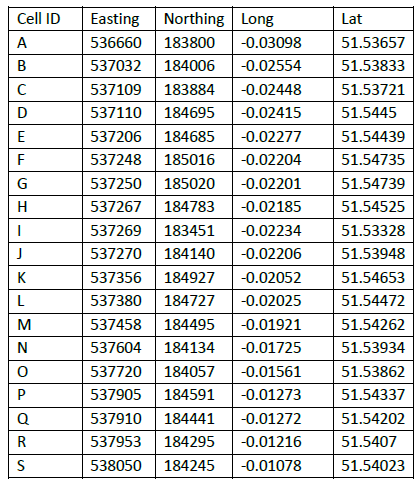 Cell ID Easting Northing Long Lat
A 536660 183800 -0.03098 51.53657
B 537032 184006 -0.02554 51.53833
C 537109 183884 -0.02448 51.53721
D 537110 184695 -0.02415 51.5445
E 537206 184685 -0.02277 51.54439
F 537248 185016 -0.02204 51.54735
G 537250 185020 -0.02201 51.54739
H 537267 184783 -0.02185 51.54525
I 537269 183451 -0.02234 51.53328
J 537270 184140 -0.02206 51.53948
K 537356 184927 -0.02052 51.54653
L 537380 184727 -0.02025 51.54472
M 537458 184495 -0.01921 51.54262
N 537604 184134 -0.01725 51.53934
O 537720 184057 -0.01561 51.53862
P 537905 184591 -0.01273 51.54337
Q 537910 184441 -0.01272 51.54202
R 537953 184295 -0.01216 51.5407
S 538050 184245 -0.01078 51.54023